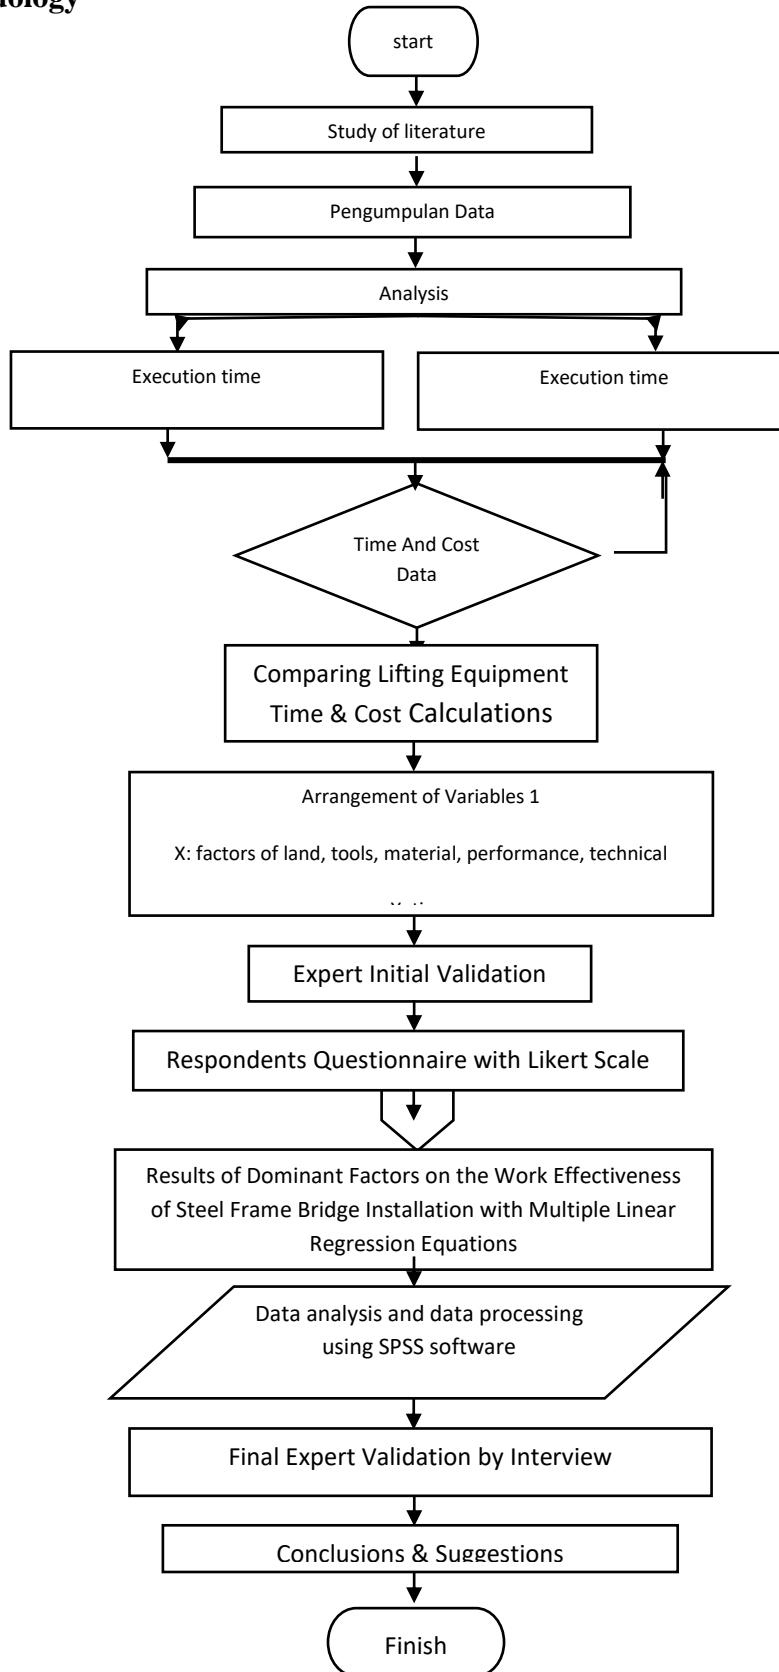 start
Study of literature
Pengumpulan Data
Analysis
Execution time
Execution time
Time And Cost
Data
Comparing Lifting Equipment
Time & Cost Calculations
Arrangement of Variables 1
X: factors of land, tools, material, performance, technical
Expert Initial Validation
Respondents Questionnaire with Likert Scale
Results of Dominant Factors on the Work Effectiveness
of Steel Frame Bridge Installation with Multiple Linear
Regression Equations
Data analysis and data processing
using SPSS software
Final Expert Validation by Interview
Conclusions & Suggestions
Finish